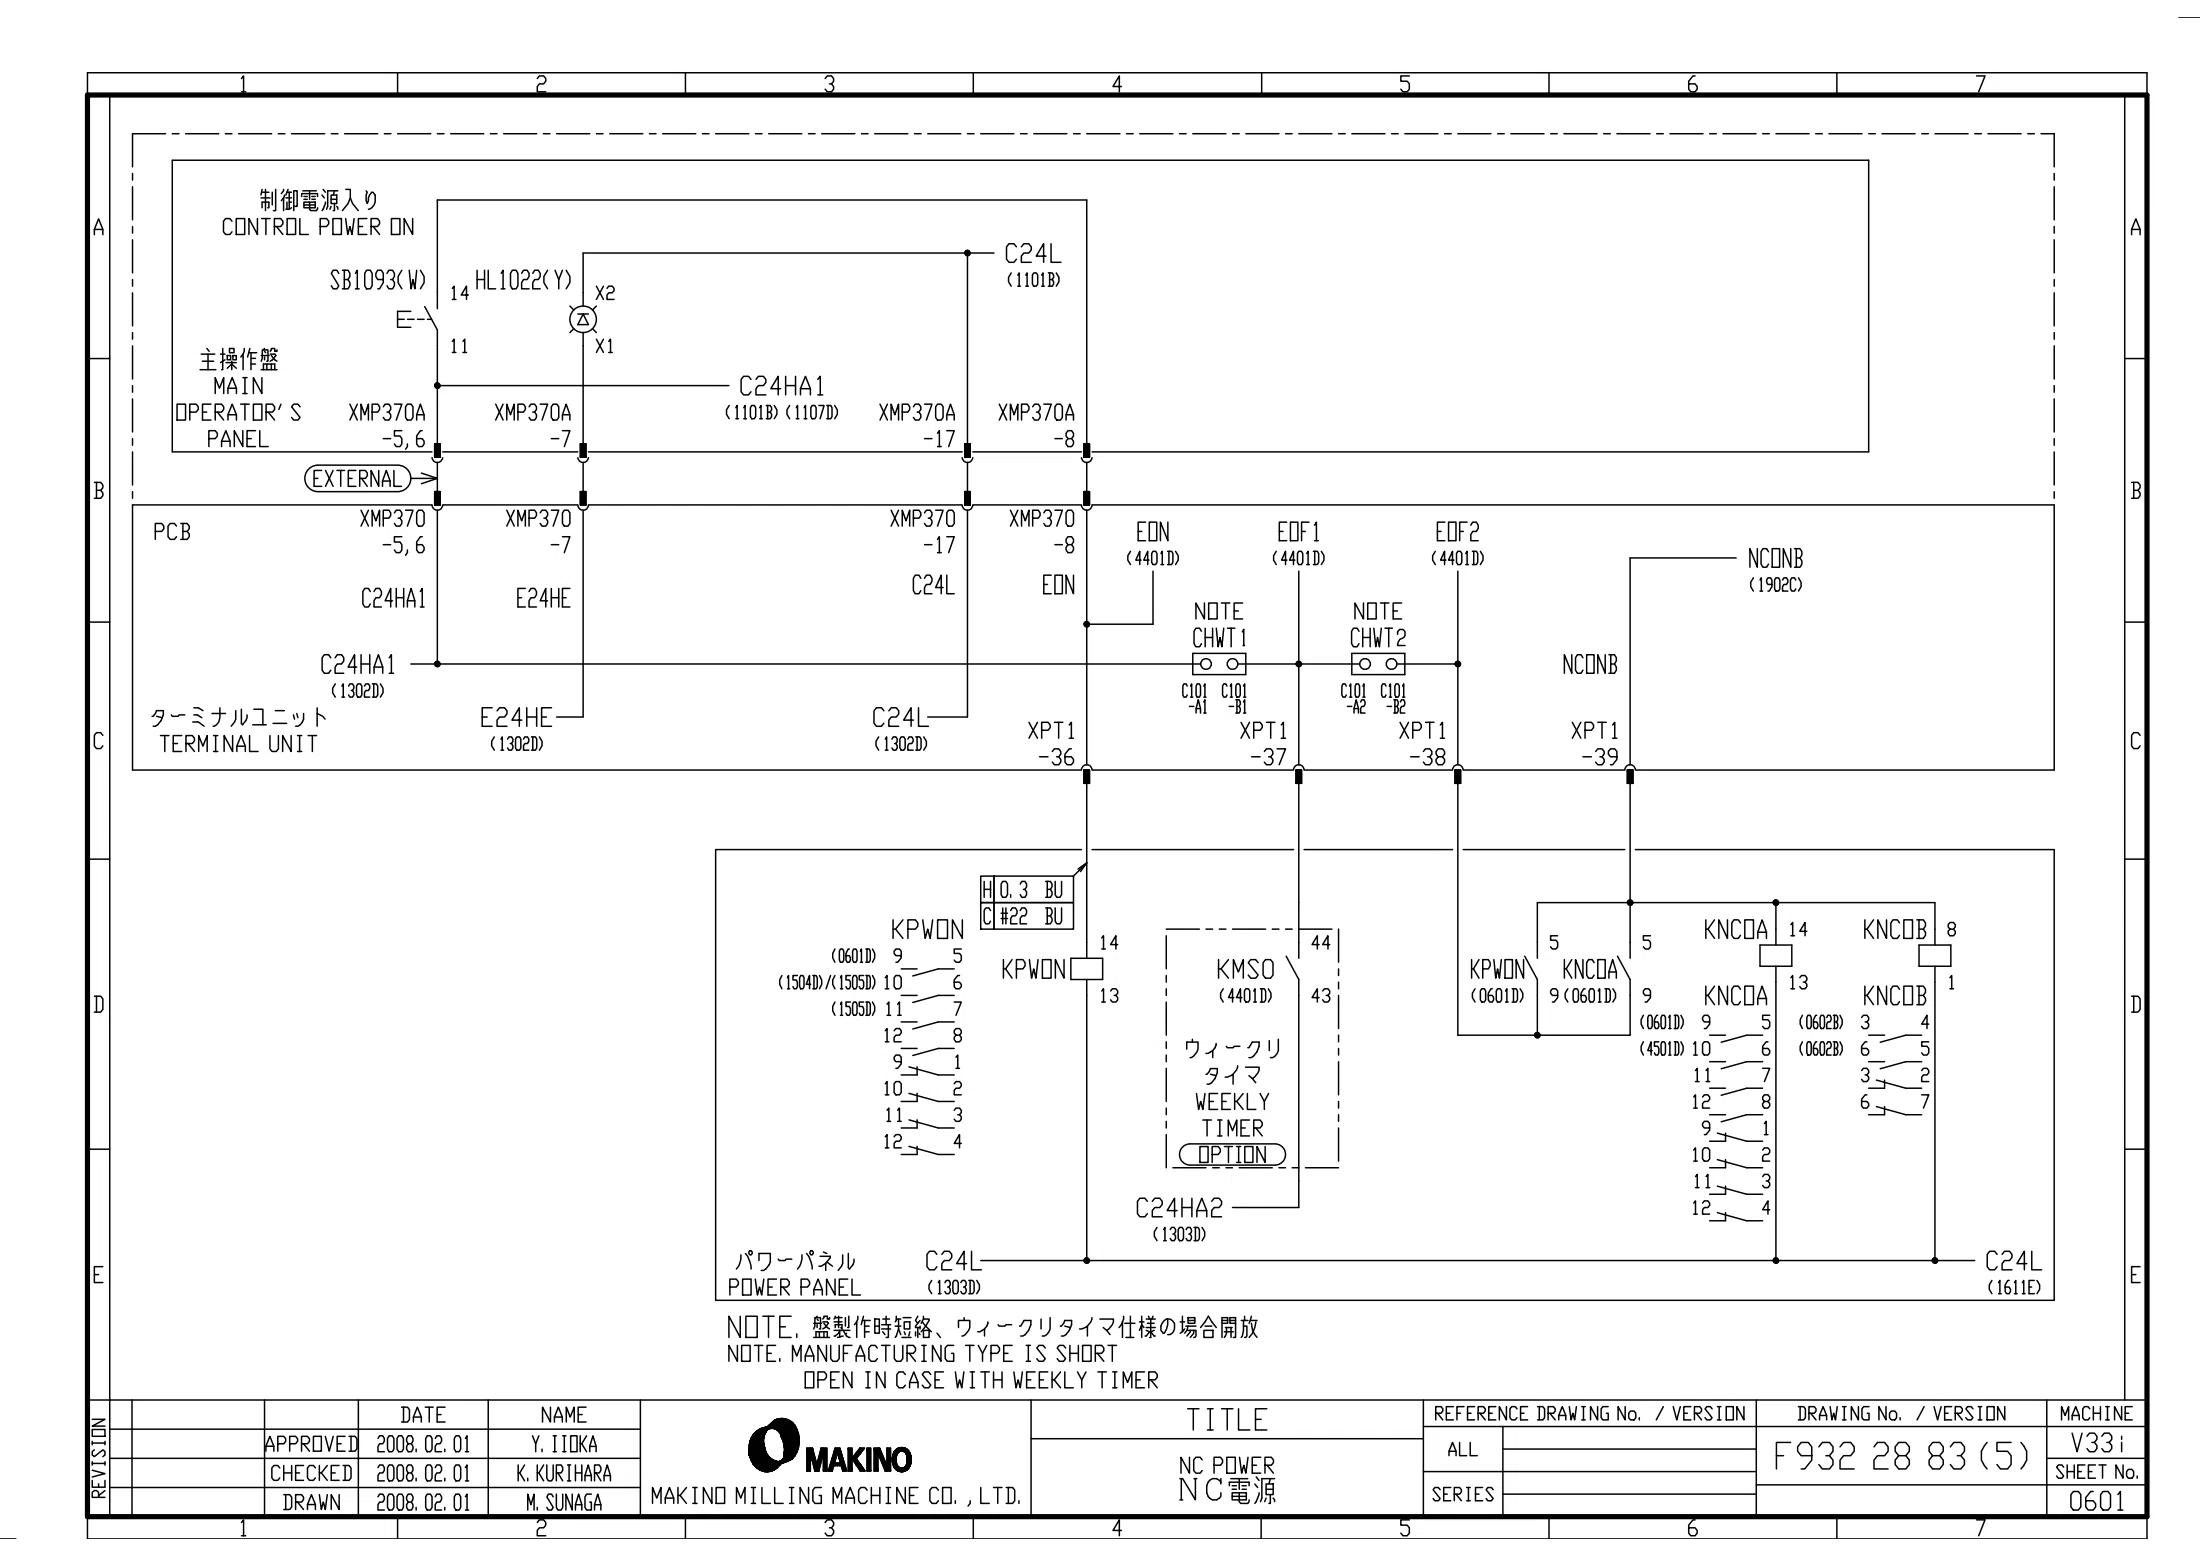 1 2 3 4 5 6 7
A A
制御電源入り
CONTROL POWER ON
C24L
(1101B)
SB1093(W)
14
HL1022(Y)
X2
11
X1
主操作盤
MAIN
OPERATOR'S
PANEL
C24HA1
(1101B)(1107D)
XMP370A
-5,6
XMP370A
-7
XMP370A
-17
XMP370A
-8
EXTERNAL
B B
PCB
XMP370
-5,6
XMP370
-7
XMP370
-17
XMP370
-8
EON
(4401D)
EOF1
(4401D)
EOF2
(4401D)
NCONB
(1902C)
C24HA1
E24HE
C24L
EON
NOTE
CHWT1
NOTE
CHWT2
C24HA1
(1302D)
NCONB
C101
-A1
C101
-B1
C101
-A2
C101
-B2
ターミナルユニット
TERMINAL UNIT
E24HE
(1302D)
C24L
(1302D)
XPT1
-36
XPT1
-37
XPT1
-38
XPT1
-39
C C
H 0.3 BU
C #22 BU
KPWON
(0601D) 9 5
(1504D)/(1505D) 10 6
(1505D) 11 7
12 8
9 1
10 2
11 3
12 4
14
KPWON
13
44
KMSO
(4401D)
43
ウィークリ
タイマ
WEEKLY
TIMER
OPTION
C24HA2
(1303D)
5
KPWON
(0601D)
9
5
KNCOA
(0601D)
9
KNCOA 14
13
KNCOA
(0601D) 9 5
(4501D) 10 6
11 7
12 8
9 1
10 2
11 3
12 4
KNCOB 8
1
KNCOB
(0602B) 3 4
(0602B) 6 5
3 2
6 7
D D
E E
パワーパネル
POWER PANEL
C24L
(1303D)
C24L
(1611E)
NOTE. 盤製作時短絡、ウィークリタイマ仕様の場合開放
NOTE. MANUFACTURING TYPE IS SHORT
OPEN IN CASE WITH WEEKLY TIMER
REVISION
DATE NAME
APPROVED 2008.02.01 Y. IIOKA
CHECKED 2008.02.01 K. KURIHARA
DRAWN 2008.02.01 M. SUNAGA
MAKINO
MAKINO MILLING MACHINE CO.,LTD.
TITLE
NC POWER
NC電源
REFERENCE DRAWING No. / VERSION
ALL
SERIES
DRAWING No. / VERSION
F932 28 83(5)
MACHINE
V33i
SHEET No.
0601
1 2 3 4 5 6 7